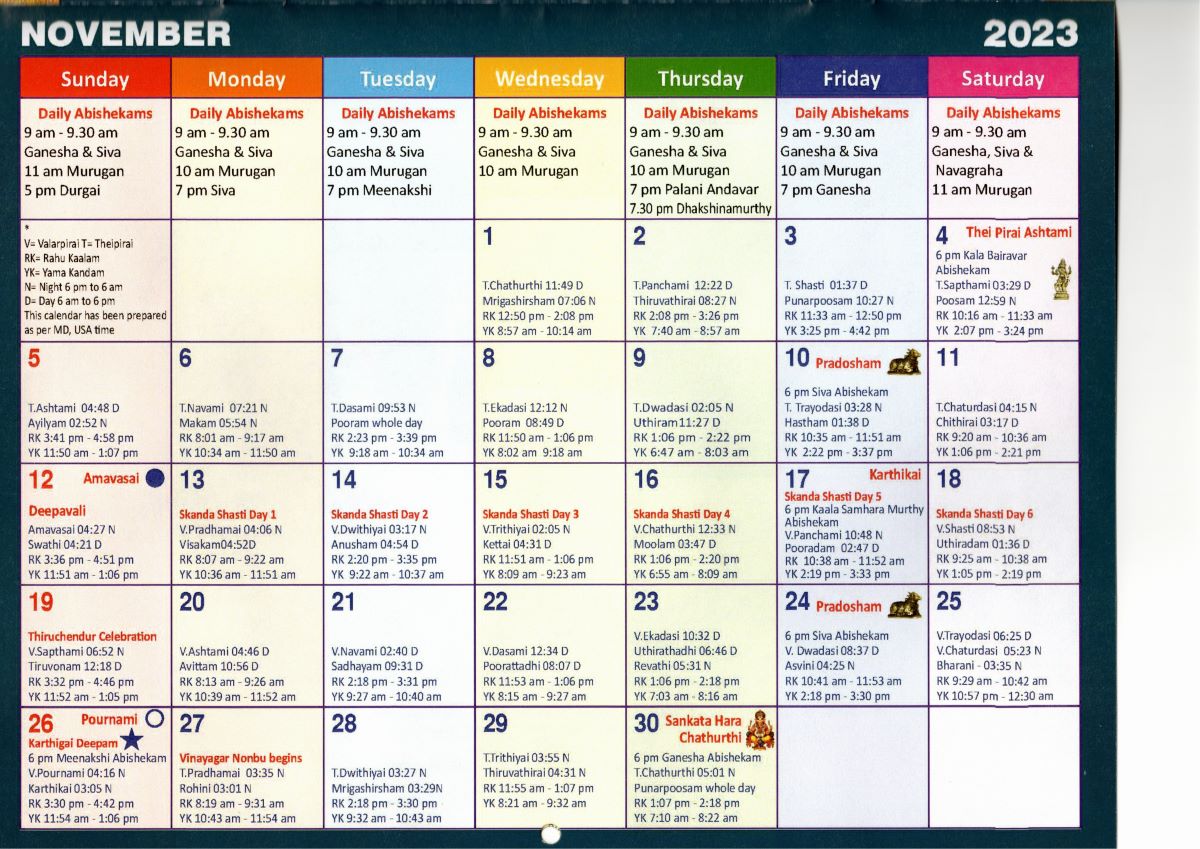 NOVEMBER 2023
Sunday Monday Tuesday Wednesday Thursday Friday Saturday
Daily Abishekams
9 am - 9.30 am
Ganesha & Siva
11 am Murugan
5 pm Durgai
Daily Abishekams
9 am - 9.30 am
Ganesha & Siva
10 am Murugan
7 pm Siva
Daily Abishekams
9 am - 9.30 am
Ganesha & Siva
10 am Murugan
7 pm Meenakshi
Daily Abishekams
9 am - 9.30 am
Ganesha & Siva
10 am Murugan
Daily Abishekams
9 am - 9.30 am
Ganesha & Siva
10 am Murugan
7 pm Palani Andavar
7.30 pm Dhakshinamurthy
Daily Abishekams
9 am - 9.30 am
Ganesha & Siva
10 am Murugan
7 pm Ganesha
Daily Abishekams
9 am - 9.30 am
Ganesha, Siva &
Navagraha
11 am Murugan
*
V= Valarpirai T= Theipirai
RK= Rahu Kaalam
YK= Yama Kandam
N= Night 6 pm to 6 am
D= Day 6 am to 6 pm
This calendar has been prepared
as per MD, USA time
1
T.Chathurthi 11:49 D
Mrigashirsham 07:06 N
RK 12:50 pm - 2:08 pm
YK 8:57 am - 10:14 am
2
T.Panchami 12:22 D
Thiruvathirai 08:27 N
RK 2:08 pm - 3:26 pm
YK 7:40 am - 8:57 am
3
T. Shasti 01:37 D
Punarpoosam 10:27 N
RK 11:33 am - 12:50 pm
YK 3:25 pm - 4:42 pm
4 Thei Pirai Ashtami
6 pm Kala Bairavar
Abishekam
T.Sapthami 03:29 D
Poosam 12:59 N
RK 10:16 am - 11:33 am
YK 2:07 pm - 3:24 pm
5
T.Ashtami 04:48 D
Ayilyam 02:52 N
RK 3:41 pm - 4:58 pm
YK 11:50 am - 1:07 pm
6
T.Navami 07:21 N
Makam 05:54 N
RK 8:01 am - 9:17 am
YK 10:34 am - 11:50 am
7
T.Dasami 09:53 N
Pooram whole day
RK 2:23 pm - 3:39 pm
YK 9:18 am - 10:34 am
8
T.Ekadasi 12:12 N
Pooram 08:49 D
RK 11:50 am - 1:06 pm
YK 8:02 am 9:18 am
9
T.Dwadasi 02:05 N
Uthiram11:27 D
RK 1:06 pm - 2:22 pm
YK 6:47 am - 8:03 am
10 Pradosham
6 pm Siva Abishekam
T. Trayodasi 03:28 N
Hastham 01:38 D
RK 10:35 am - 11:51 am
YK 2:22 pm - 3:37 pm
11
T.Chaturdasi 04:15 N
Chithirai 03:17 D
RK 9:20 am - 10:36 am
YK 1:06 pm - 2:21 pm
12 Amavasai
Deepavali
Amavasai 04:27 N
Swathi 04:21 D
RK 3:36 pm - 4:51 pm
YK 11:51 am - 1:06 pm
13
Skanda Shasti Day 1
V.Pradhamai 04:06 N
Visakam04:52D
RK 8:07 am - 9:22 am
YK 10:36 am - 11:51 am
14
Skanda Shasti Day 2
V.Dwithiyai 03:17 N
Anusham 04:54 D
RK 2:20 pm - 3:35 pm
YK 9:22 am - 10:37 am
15
Skanda Shasti Day 3
V.Trithiyai 02:05 N
Kettai 04:31 D
RK 11:51 am - 1:06 pm
YK 8:09 am - 9:23 am
16
Skanda Shasti Day 4
V.Chathurthi 12:33 N
Moolam 03:47 D
RK 1:06 pm - 2:20 pm
YK 6:55 am - 8:09 am
17 Karthikai
Skanda Shasti Day 5
6 pm Kaala Samhara Murthy
Abishekam
V.Panchami 10:48 N
Pooradam 02:47 D
RK 10:38 am - 11:52 am
YK 2:19 pm - 3:33 pm
18
Skanda Shasti Day 6
V.Shasti 08:53 N
Uthiradam 01:36 D
RK 9:25 am - 10:38 am
YK 1:05 pm - 2:19 pm
19
Thiruchendur Celebration
V.Sapthami 06:52 N
Tiruvonam 12:18 D
RK 3:32 pm - 4:46 pm
YK 11:52 am - 1:05 pm
20
V.Ashtami 04:46 D
Avittam 10:56 D
RK 8:13 am - 9:26 am
YK 10:39 am - 11:52 am
21
V.Navami 02:40 D
Sadhayam 09:31 D
RK 2:18 pm - 3:31 pm
YK 9:27 am - 10:40 am
22
V.Dasami 12:34 D
Poorattadhi 08:07 D
RK 11:53 am - 1:06 pm
YK 8:15 am - 9:27 am
23
V.Ekadasi 10:32 D
Uthirathadhi 06:46 D
Revathi 05:31 N
RK 1:06 pm - 2:18 pm
YK 7:03 am - 8:16 am
24 Pradosham
6 pm Siva Abishekam
V. Dwadasi 08:37 D
Asvini 04:25 N
RK 10:41 am - 11:53 am
YK 2:18 pm - 3:30 pm
25
V.Trayodasi 06:25 D
V.Chaturdasi 05:23 N
Bharani - 03:35 N
RK 9:29 am - 10:42 am
YK 10:57 pm - 12:30 am
26 Pournami
Karthigai Deepam
6 pm Meenakshi Abishekam
V.Pournami 04:16 N
Karthikai 03:05 N
RK 3:30 pm - 4:42 pm
YK 11:54 am - 1:06 pm
27
Vinayagar Nonbu begins
T.Pradhamai 03:35 N
Rohini 03:01 N
RK 8:19 am - 9:31 am
YK 10:43 am - 11:54 am
28
T.Dwithiyai 03:27 N
Mrigashirsham 03:29N
RK 2:18 pm - 3:30 pm
YK 9:32 am - 10:43 am
29
T.Trithiyai 03:55 N
Thiruvathirai 04:31 N
RK 11:55 am - 1:07 pm
YK 8:21 am - 9:32 am
30 Sankata Hara
Chathurthi
6 pm Ganesha Abishekam
T.Chathurthi 05:01 N
Punarpoosam whole day
RK 1:07 pm - 2:18 pm
YK 7:10 am - 8:22 am